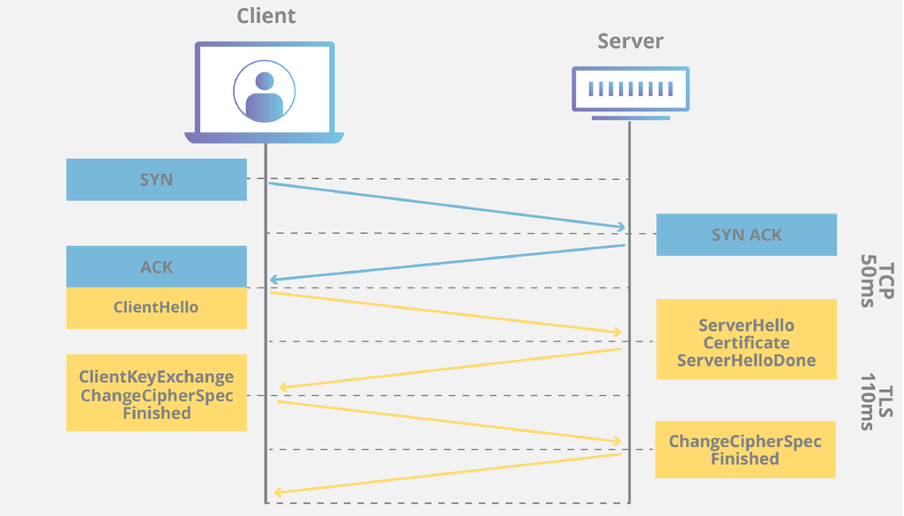 Client
Server
SYN
SYN ACK
ACK
ClientHello
ServerHello
Certificate
ServerHelloDone
ClientKeyExchange
ChangeCipherSpec
Finished
ChangeCipherSpec
Finished
TCP
50ms
TLS
110ms